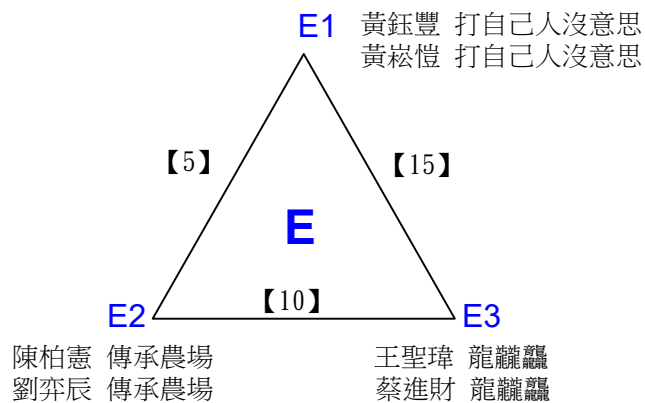 E1
黃鈺豐 打自己人沒意思
黃崧愷 打自己人沒意思
【5】
【15】
E
【10】
E2
E3
陳柏憲 傳承農場
劉弈辰 傳承農場
王聖瑋 龍龖龘
蔡進財 龍龖龘